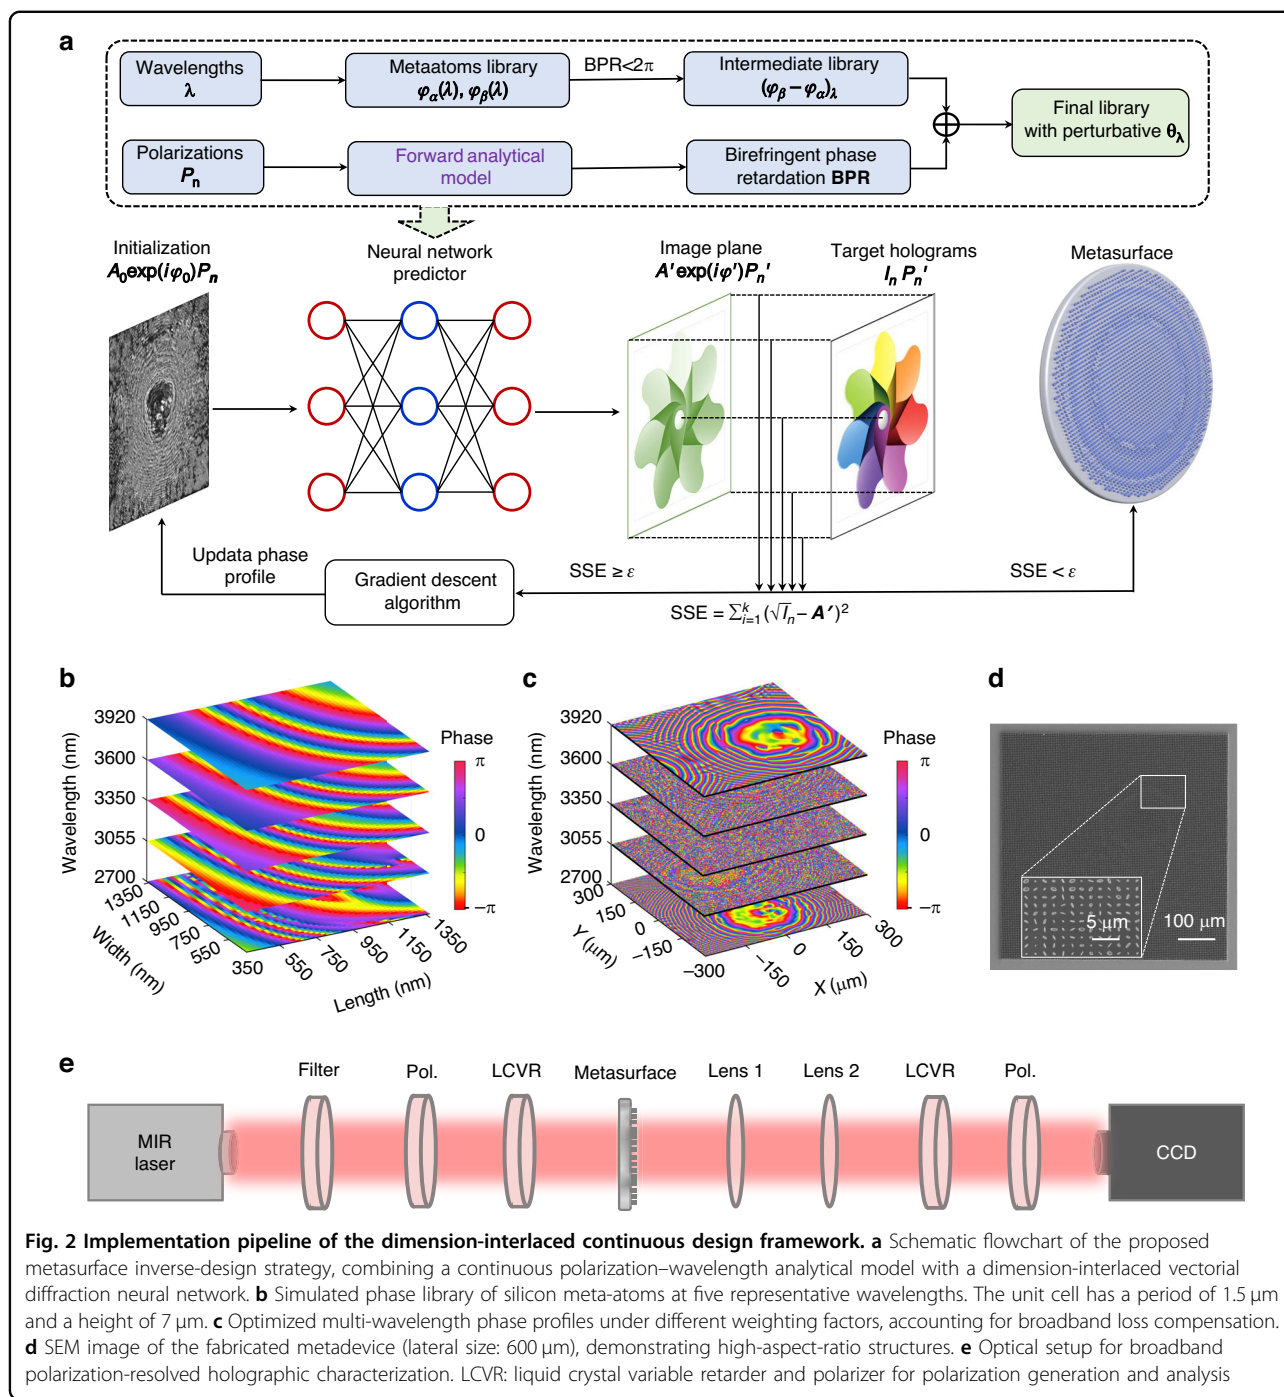 a
Wavelengths
λ
Metaatoms library
φα(λ), φβ(λ)
BPR<2π
Intermediate library
(φβ – φα)λ
Final library
with perturbative θλ
Polarizations
Pn
Forward analytical
model
Birefringent phase
retardation BPR
Initialization
A0exp(iφ0)Pn
Neural network
predictor
Image plane
A′exp(iφ′)Pn′
Target holograms
In Pn′
Metasurface
Updata phase
profile
Gradient descent
algorithm
SSE ≥ ε
SSE < ε
SSE = ∑ᵏᵢ₌₁(√In – A′)²
b
Wavelength (nm)
3920
3600
3350
3055
2700
1350
1150
950
750
550
350
Width (nm)
550
750
950
1150
1350
Length (nm)
Phase
π
0
–π
c
Wavelength (nm)
3920
3600
3350
3055
2700
300
150
0
–150
–300
Y (μm)
–150
0
150
300
X (μm)
Phase
π
0
–π
d
5 μm
100 μm
e
Filter
Pol.
LCVR
Metasurface
Lens 1
Lens 2
LCVR
Pol.
MIR
laser
CCD
Fig. 2 Implementation pipeline of the dimension-interlaced continuous design framework. a Schematic flowchart of the proposed
metasurface inverse-design strategy, combining a continuous polarization–wavelength analytical model with a dimension-interlaced vectorial
diffraction neural network. b Simulated phase library of silicon meta-atoms at five representative wavelengths. The unit cell has a period of 1.5 μm
and a height of 7 μm. c Optimized multi-wavelength phase profiles under different weighting factors, accounting for broadband loss compensation.
d SEM image of the fabricated metadevice (lateral size: 600 μm), demonstrating high-aspect-ratio structures. e Optical setup for broadband
polarization-resolved holographic characterization. LCVR: liquid crystal variable retarder and polarizer for polarization generation and analysis